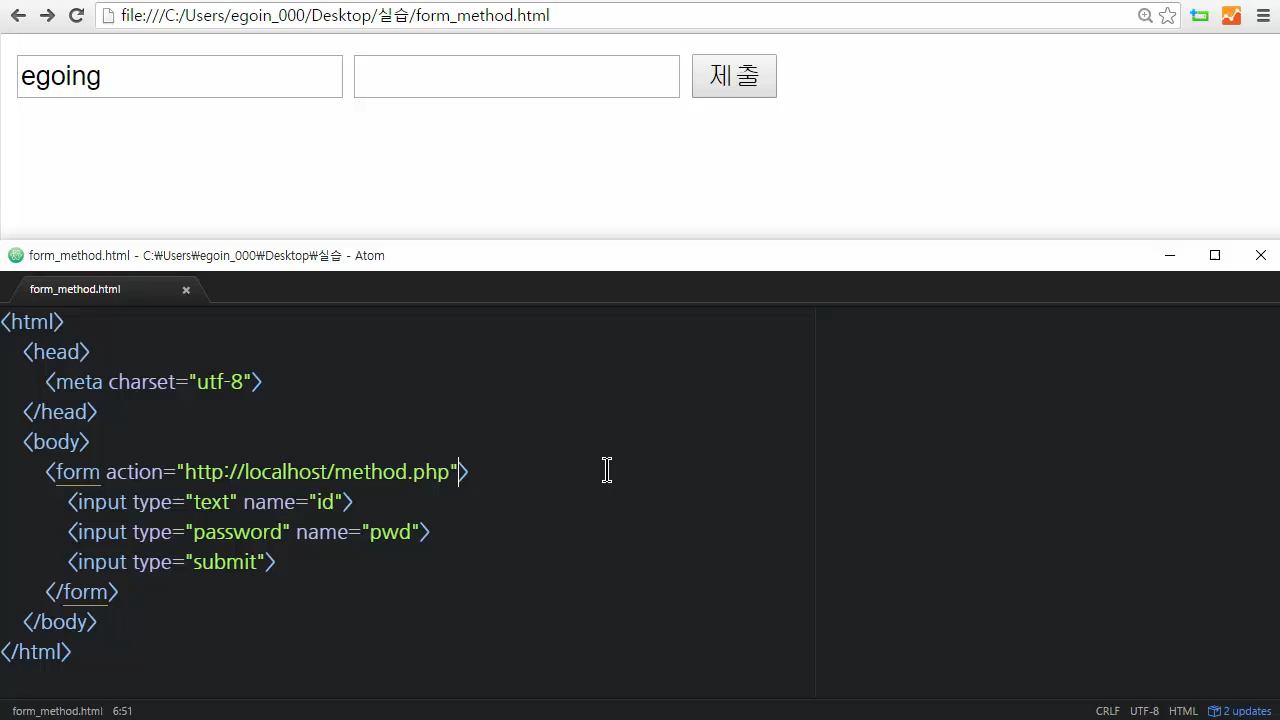 file:///C:/Users/egoin_000/Desktop/실습/form_method.html
egoing 제출
form_method.html - C:₩Users₩egoin_000₩Desktop₩실습 - Atom
form_method.html
<html>
<head>
<meta charset="utf-8">
</head>
<body>
<form action="http://localhost/method.php">
<input type="text" name="id">
<input type="password" name="pwd">
<input type="submit">
</form>
</body>
</html>
form_method.html 6:51 CRLF UTF-8 HTML 2 updates